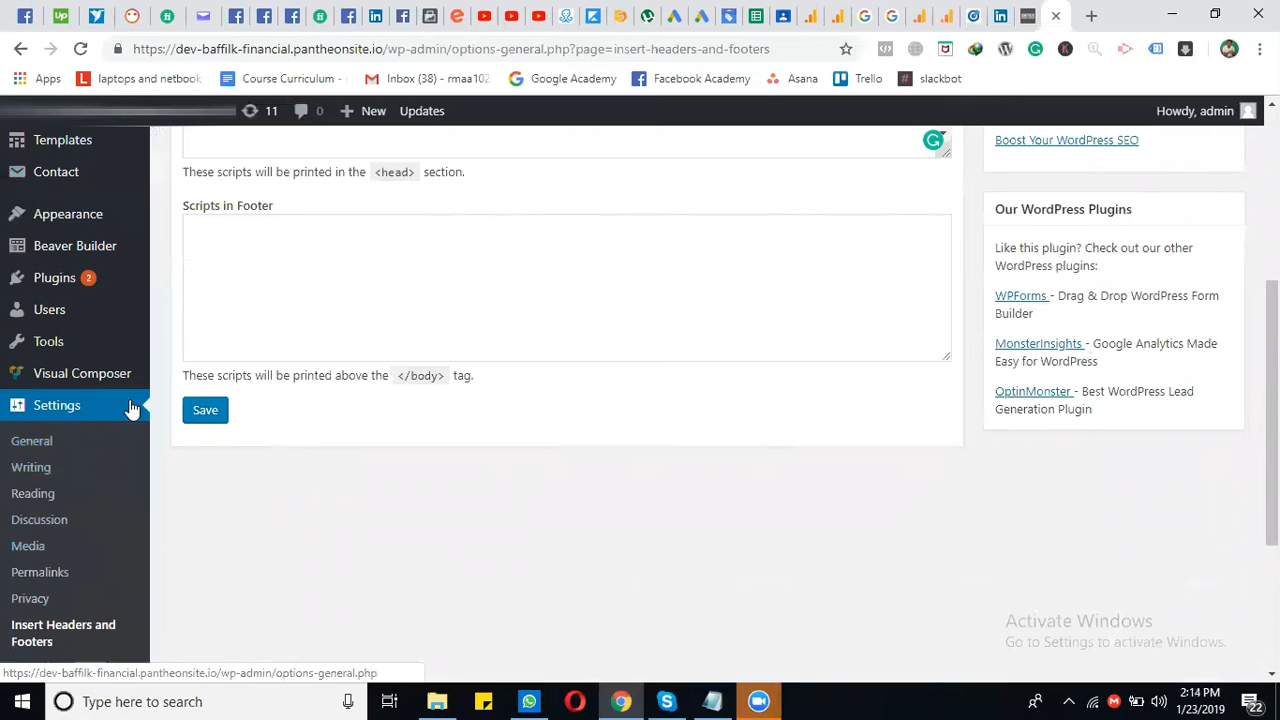 https://dev-baffilk-financial.pantheonsite.io/wp-admin/options-general.php?page=insert-headers-and-footers
Apps
laptops and netbook
Course Curriculum -
Inbox (38) - rmaa102
Google Academy
Facebook Academy
Asana
Trello
slackbot
11
0
New
Updates
Howdy, admin
Templates
Contact
Appearance
Beaver Builder
Plugins 2
Users
Tools
Visual Composer
Settings
General
Writing
Reading
Discussion
Media
Permalinks
Privacy
Insert Headers and
Footers
These scripts will be printed in the <head> section.
Scripts in Footer
These scripts will be printed above the </body> tag.
Save
Boost Your WordPress SEO
Our WordPress Plugins
Like this plugin? Check out our other
WordPress plugins:
WPForms - Drag & Drop WordPress Form
Builder
MonsterInsights - Google Analytics Made
Easy for WordPress
OptinMonster - Best WordPress Lead
Generation Plugin
Activate Windows
Go to Settings to activate Windows.
https://dev-baffilk-financial.pantheonsite.io/wp-admin/options-general.php
Type here to search
2:14 PM
1/23/2019
22